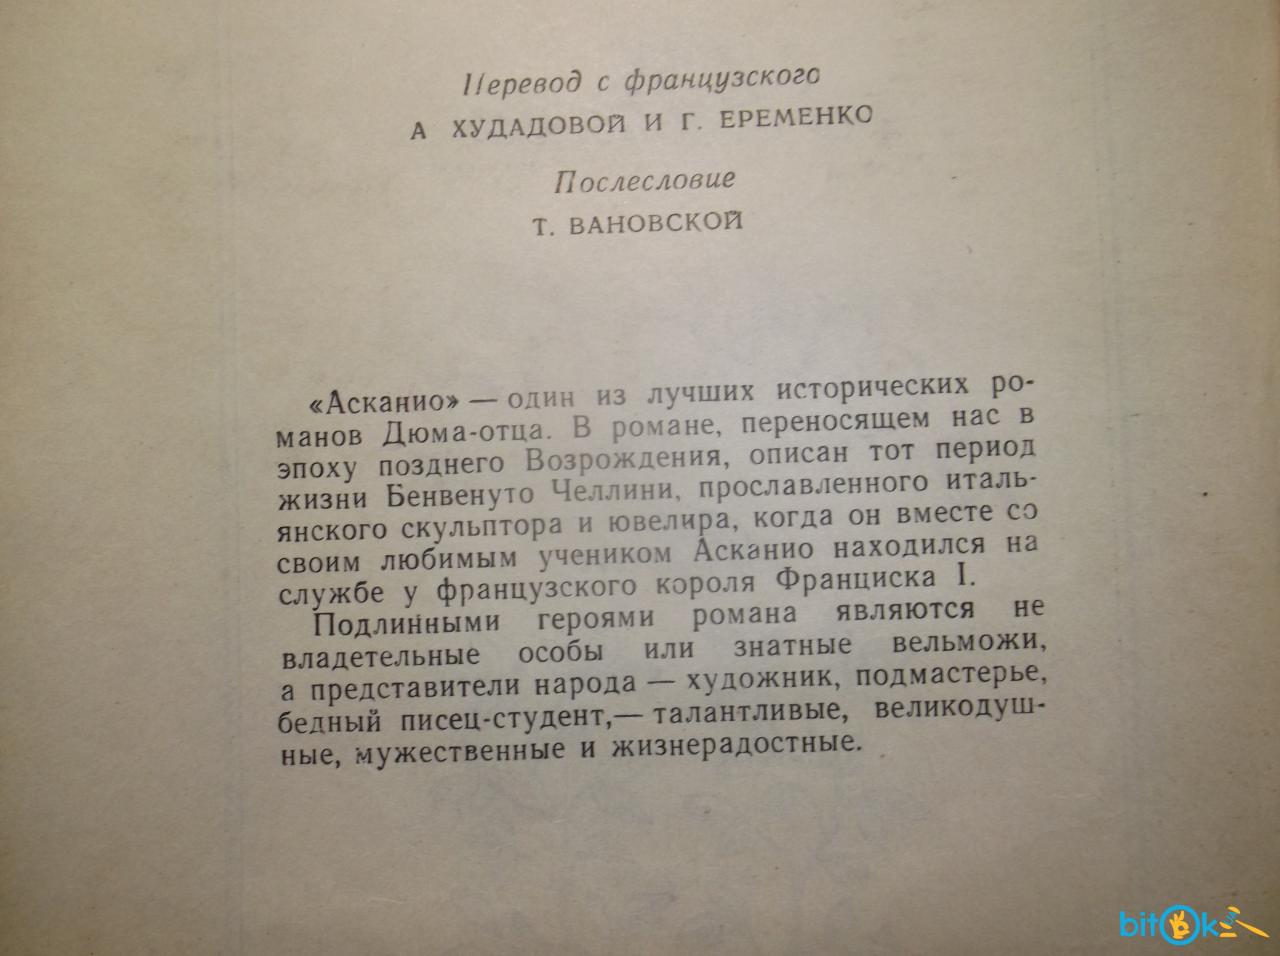 Перевод с французского
А ХУДАДОВОЙ И Г. ЕРЕМЕНКО
Послесловие
Т. ВАНОВСКОЙ
«Асканио» — один из лучших исторических ро-
манов Дюма-отца. В романе, переносящем нас в
эпоху позднего Возрождения, описан тот период
жизни Бенвенуто Челлини, прославленного италь-
янского скульптора и ювелира, когда он вместе со
своим любимым учеником Асканио находился на
службе у французского короля Франциска I.
Подлинными героями романа являются не
владетельные особы или знатные вельможи,
а представители народа — художник, подмастерье,
бедный писец-студент,— талантливые, великодуш-
ные, мужественные и жизнерадостные.
bitok.ua